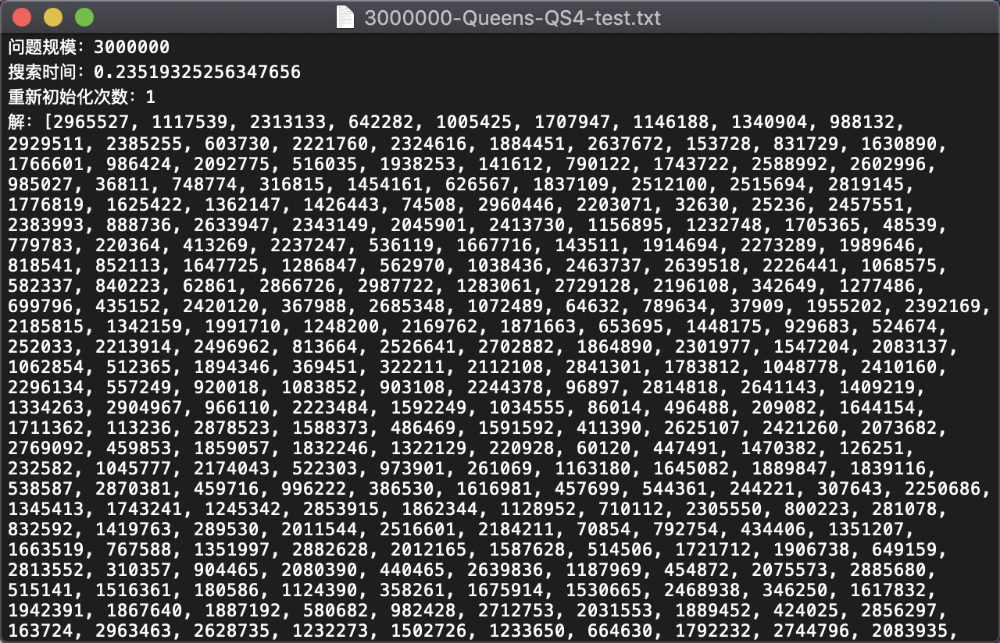 3000000-Queens-QS4-test.txt
问题规模：3000000
搜索时间：0.23519325256347656
重新初始化次数：1
解：[2965527, 1117539, 2313133, 642282, 1005425, 1707947, 1146188, 1340904, 988132,
2929511, 2385255, 603730, 2221760, 2324616, 1884451, 2637672, 153728, 831729, 1630890,
1766601, 986424, 2092775, 516035, 1938253, 141612, 790122, 1743722, 2588992, 2602996,
985027, 36811, 748774, 316815, 1454161, 626567, 1837109, 2512100, 2515694, 2819145,
1776819, 1625422, 1362147, 1426443, 74508, 2960446, 2203071, 32630, 25236, 2457551,
2383993, 888736, 2633947, 2343149, 2045901, 2413730, 1156895, 1232748, 1705365, 48539,
779783, 220364, 413269, 2237247, 536119, 1667716, 143511, 1914694, 2273289, 1989646,
818541, 852113, 1647725, 1286847, 562970, 1038436, 2463737, 2639518, 2226441, 1068575,
582337, 840223, 62861, 2866726, 2987722, 1283061, 2729128, 2196108, 342649, 1277486,
699796, 435152, 2420120, 367988, 2685348, 1072489, 64632, 789634, 37909, 1955202, 2392169,
2185815, 1342159, 1991710, 1248200, 2169762, 1871663, 653695, 1448175, 929683, 524674,
252033, 2213914, 2496962, 813664, 2526641, 2702882, 1864890, 2301977, 1547204, 2083137,
1062854, 512365, 1894346, 369451, 322211, 2112108, 2841301, 1783812, 1048778, 2410160,
2296134, 557249, 920018, 1083852, 903108, 2244378, 96897, 2814818, 2641143, 1409219,
1334263, 2904967, 966110, 2223484, 1592249, 1034555, 86014, 496488, 209082, 1644154,
1711362, 113236, 2878523, 1588373, 486469, 1591592, 411390, 2625107, 2421260, 2073682,
2769092, 459853, 1859057, 1832246, 1322129, 220928, 60120, 447491, 1470382, 126251,
232582, 1045777, 2174043, 522303, 973901, 261069, 1163180, 1645082, 1889847, 1839116,
538587, 2870381, 459716, 996222, 386530, 1616981, 457699, 544361, 244221, 307643, 2250686,
1345413, 1743241, 1245342, 2853915, 1862344, 1128952, 710112, 2305550, 800223, 281078,
832592, 1419763, 289530, 2011544, 2516601, 2184211, 70854, 792754, 434406, 1351207,
1663519, 767588, 1351997, 2882628, 2012165, 1587628, 514506, 1721712, 1906738, 649159,
2813552, 310357, 904465, 2080390, 440465, 2639836, 1187969, 454872, 2075573, 2885680,
515141, 1516361, 180586, 1124390, 358261, 1675914, 1530665, 2468938, 346250, 1617832,
1942391, 1867640, 1887192, 580682, 982428, 2712753, 2031553, 1889452, 424025, 2856297,
163724, 2963463, 2628735, 1232273, 1502726, 1233650, 664630, 1792232, 2744796, 2083935,